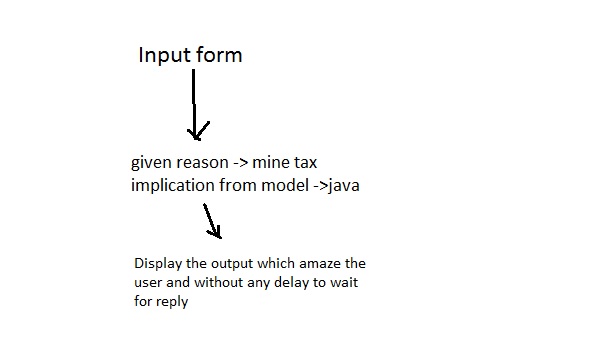 Input form
given reason -> mine tax
implication from model ->java
Display the output which amaze the
user and without any delay to wait
for reply